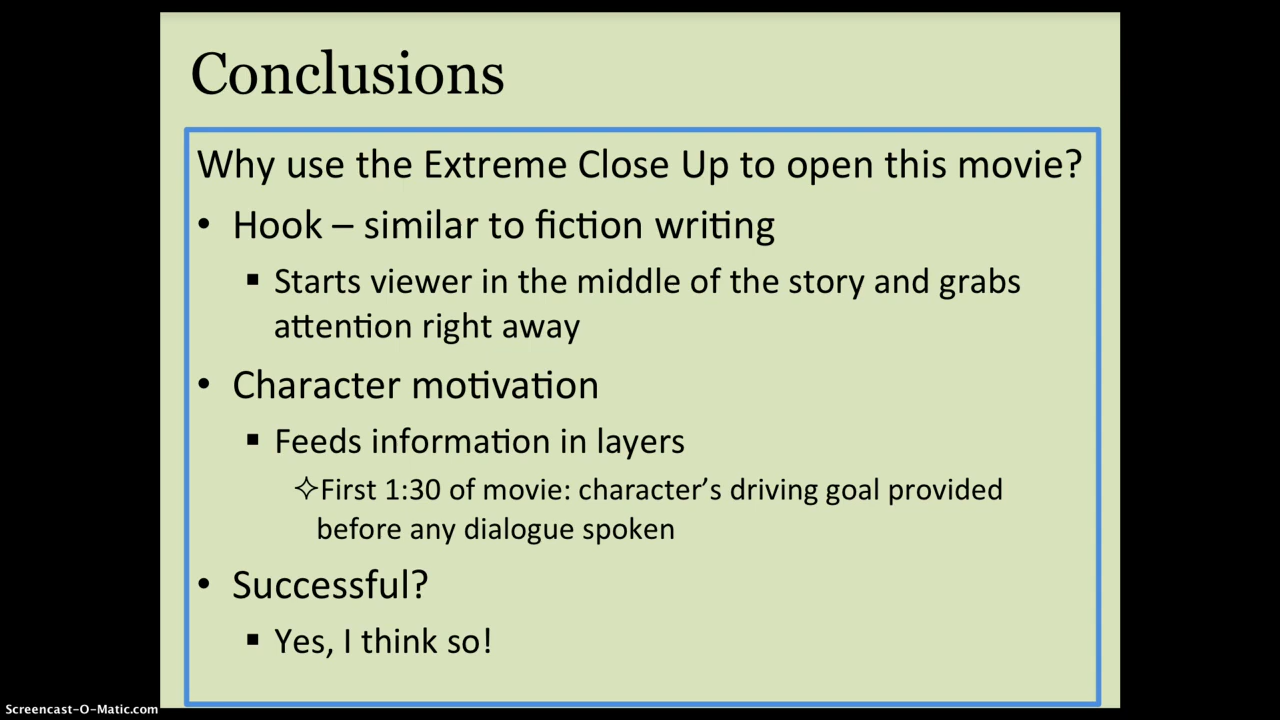 Conclusions
Why use the Extreme Close Up to open this movie?
• Hook – similar to fiction writing
▪ Starts viewer in the middle of the story and grabs
attention right away
• Character motivation
▪ Feeds information in layers
✧First 1:30 of movie: character’s driving goal provided
before any dialogue spoken
• Successful?
▪ Yes, I think so!
Screencast-O-Matic.com